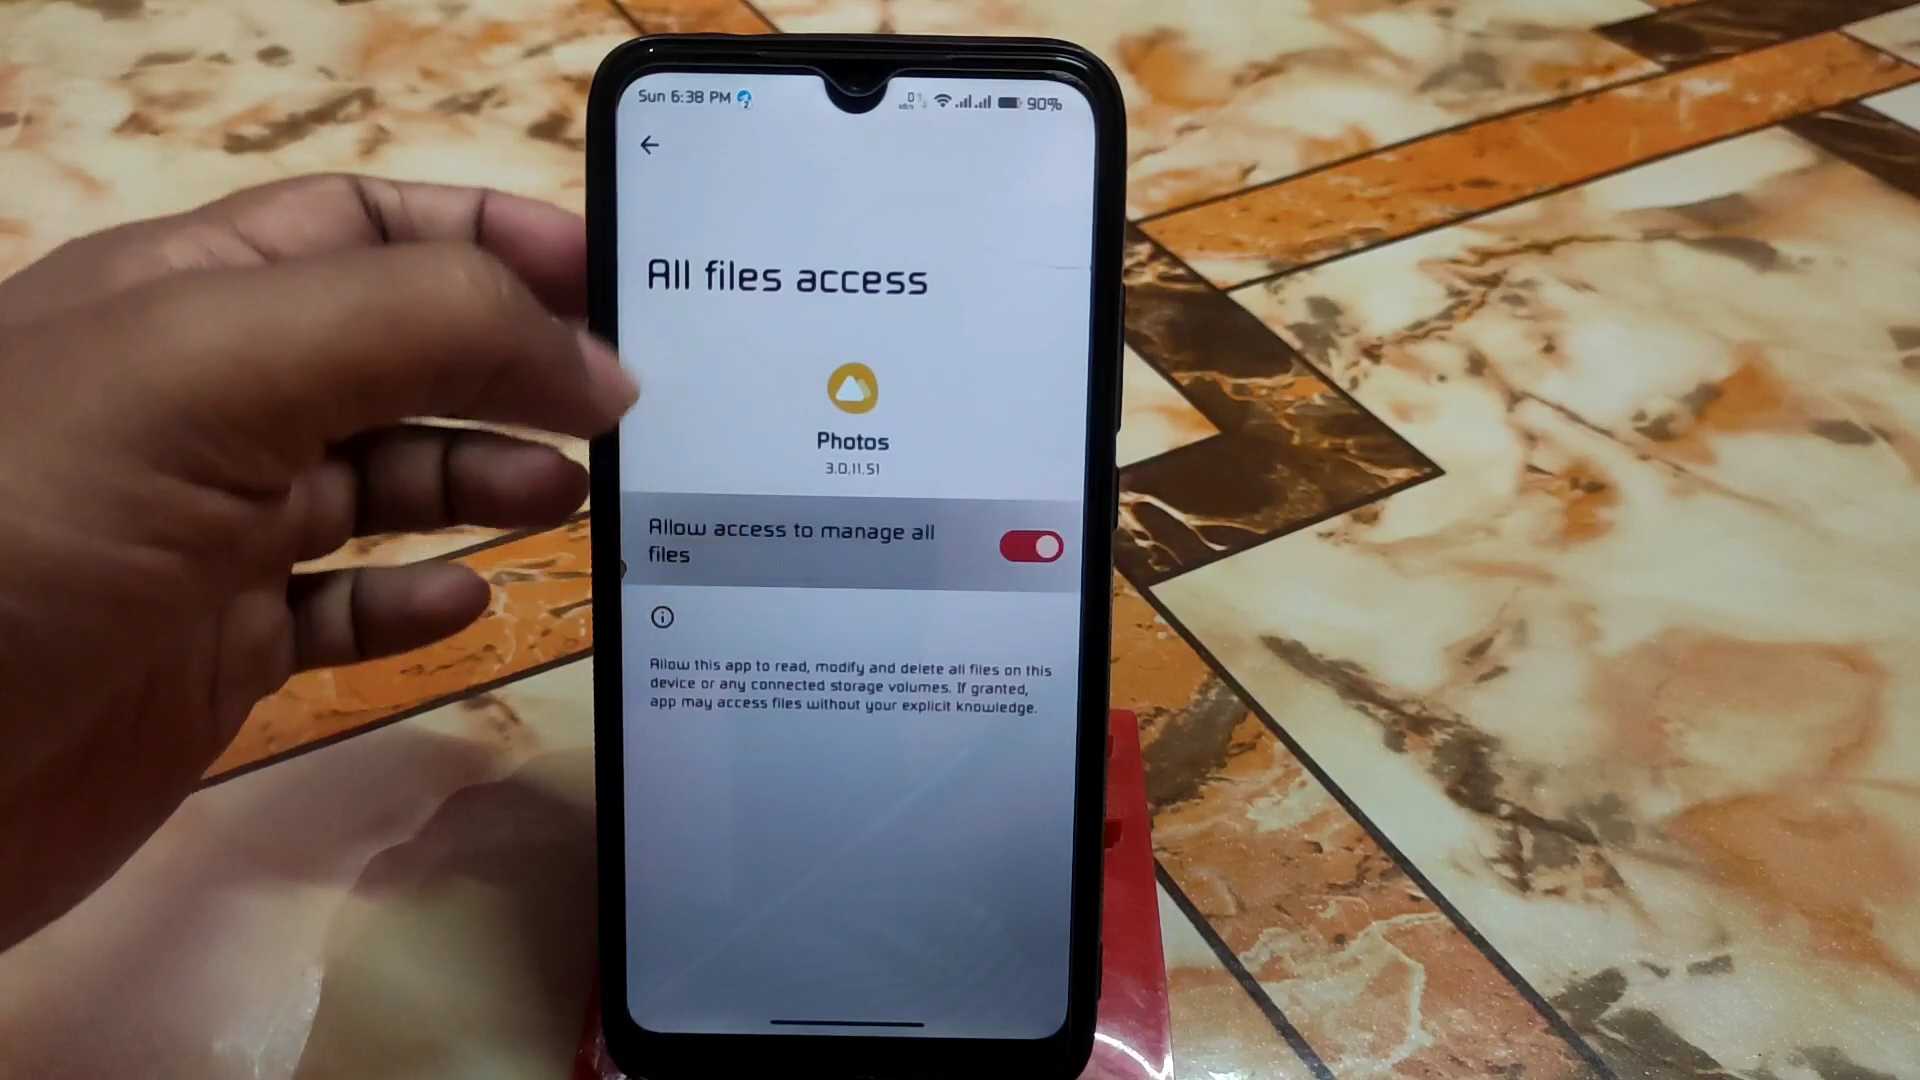 Sun 6:38 PM
90%
All files access
Photos
3.0.11.51
Allow access to manage all
files
Allow this app to read, modify and delete all files on this
device or any connected storage volumes. If granted,
app may access files without your explicit knowledge.